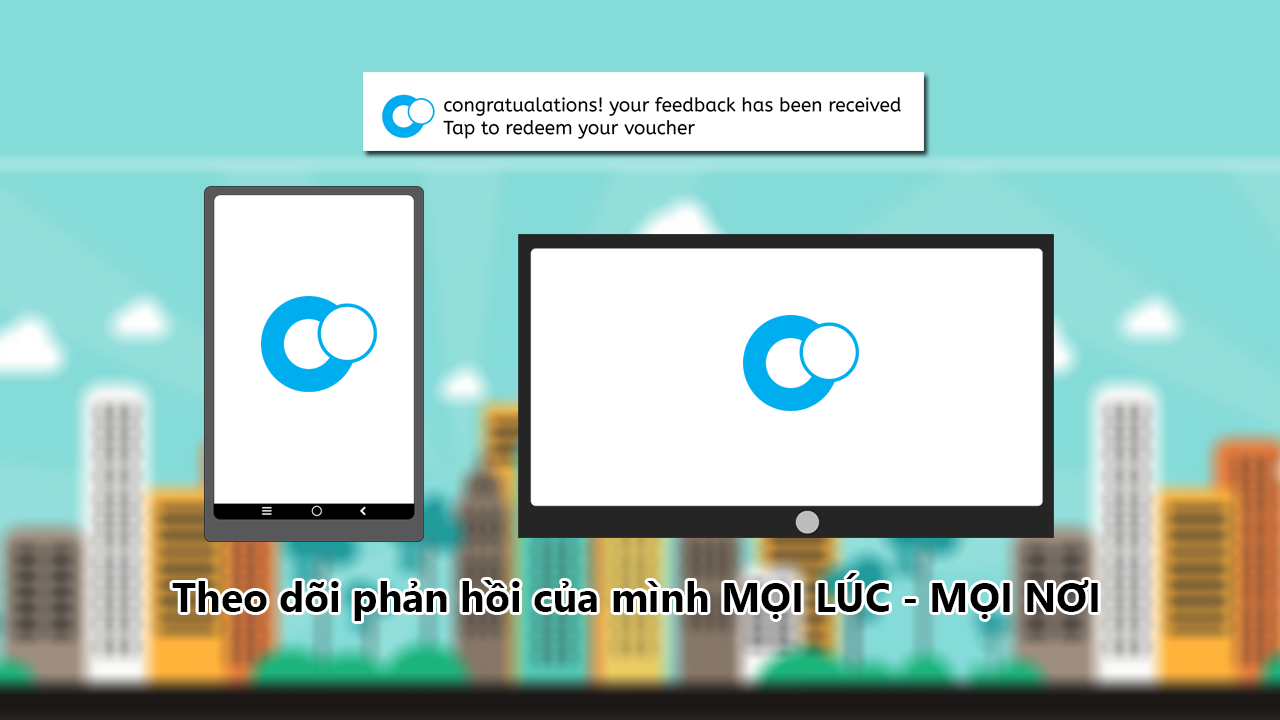 congratualations! your feedback has been received
Tap to redeem your voucher
Theo dõi phản hồi của mình MỌI LÚC - MỌI NƠI